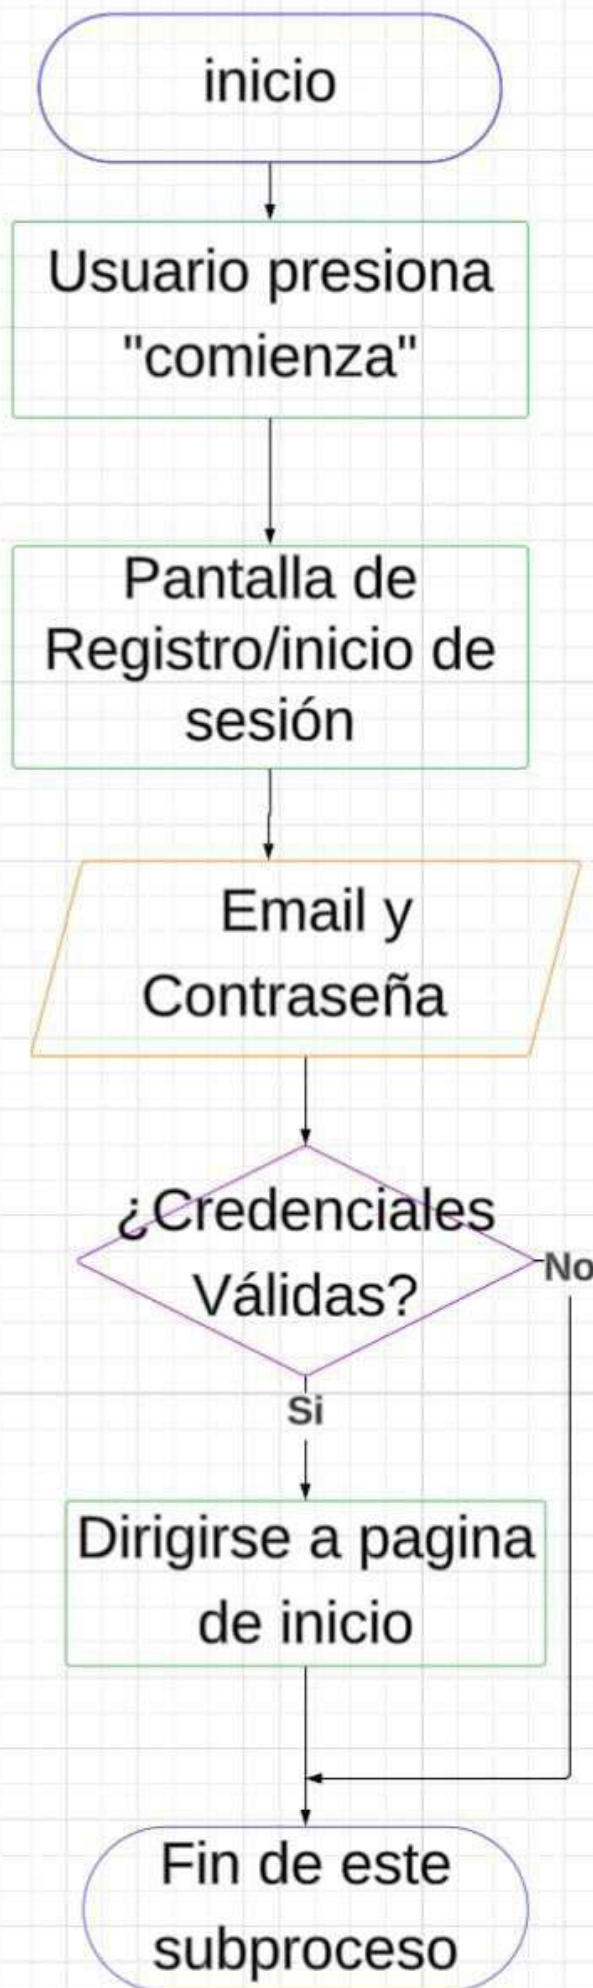 inicio
Usuario presiona
"comienza"
Pantalla de
Registro/inicio de
sesión
Email y
Contraseña
¿Credenciales
Válidas?
No
Si
Dirigirse a pagina
de inicio
Fin de este
subproceso